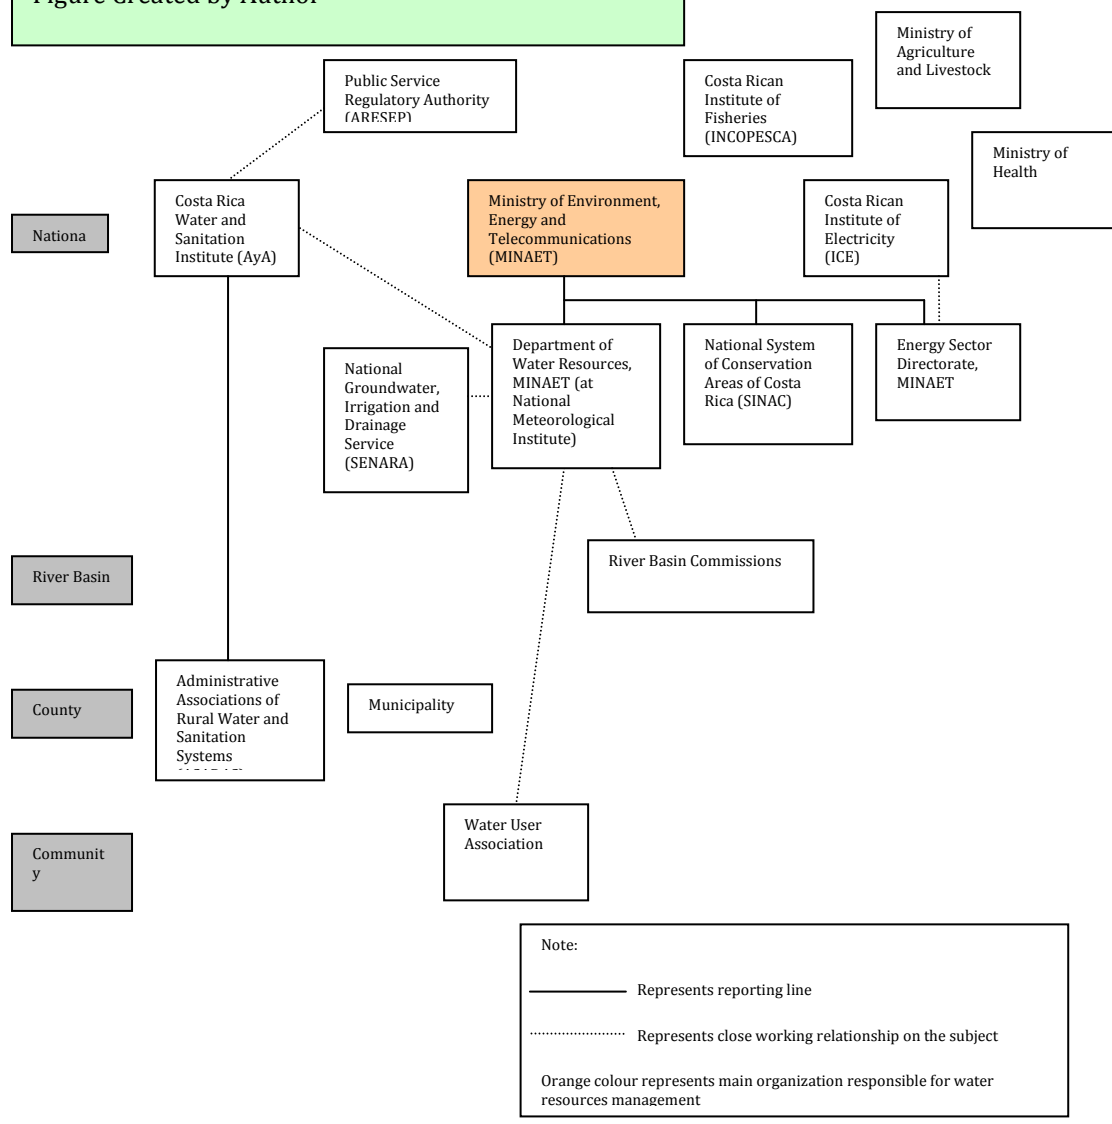 Figure Created by Author
Ministry of
Agriculture
and Livestock
Public Service
Regulatory Authority
(ARESEP)
Costa Rican
Institute of
Fisheries
(INCOPESCA)
Ministry of
Health
Nationa
Costa Rica
Water and
Sanitation
Institute (AyA)
Ministry of Environment,
Energy and
Telecommunications
(MINAET)
Costa Rican
Institute of
Electricity
(ICE)
National
Groundwater,
Irrigation and
Drainage
Service
(SENARA)
Department of
Water Resources,
MINAET (at
National
Meteorological
Institute)
National System
of Conservation
Areas of Costa
Rica (SINAC)
Energy Sector
Directorate,
MINAET
River Basin
River Basin Commissions
County
Administrative
Associations of
Rural Water and
Sanitation
Systems
Municipality
Communit
y
Water User
Association
Note:
Represents reporting line
Represents close working relationship on the subject
Orange colour represents main organization responsible for water
resources management